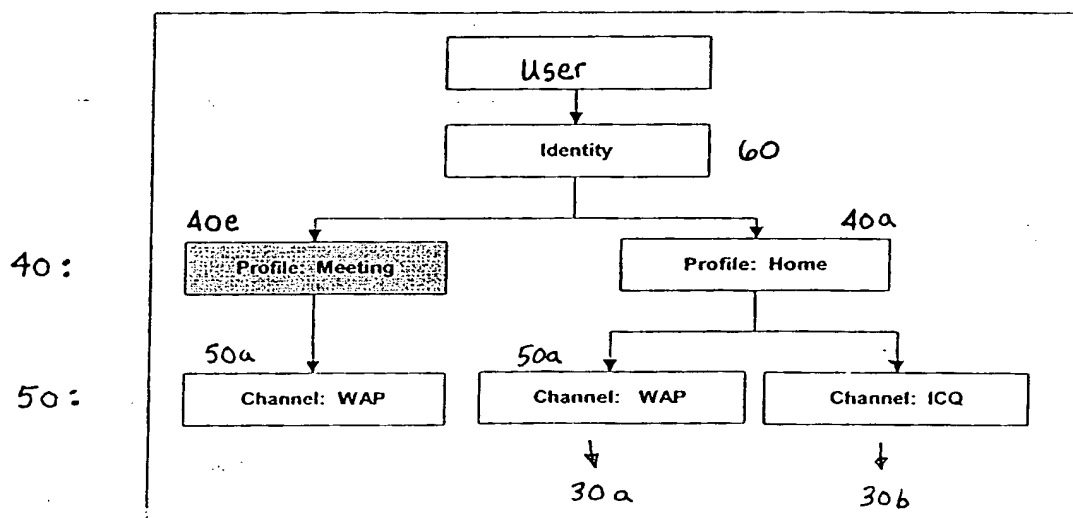 User
Identity 60
40e 40a
40: Profile: Meeting Profile: Home
50a 50a
50: Channel: WAP Channel: WAP Channel: ICQ
30a 30b